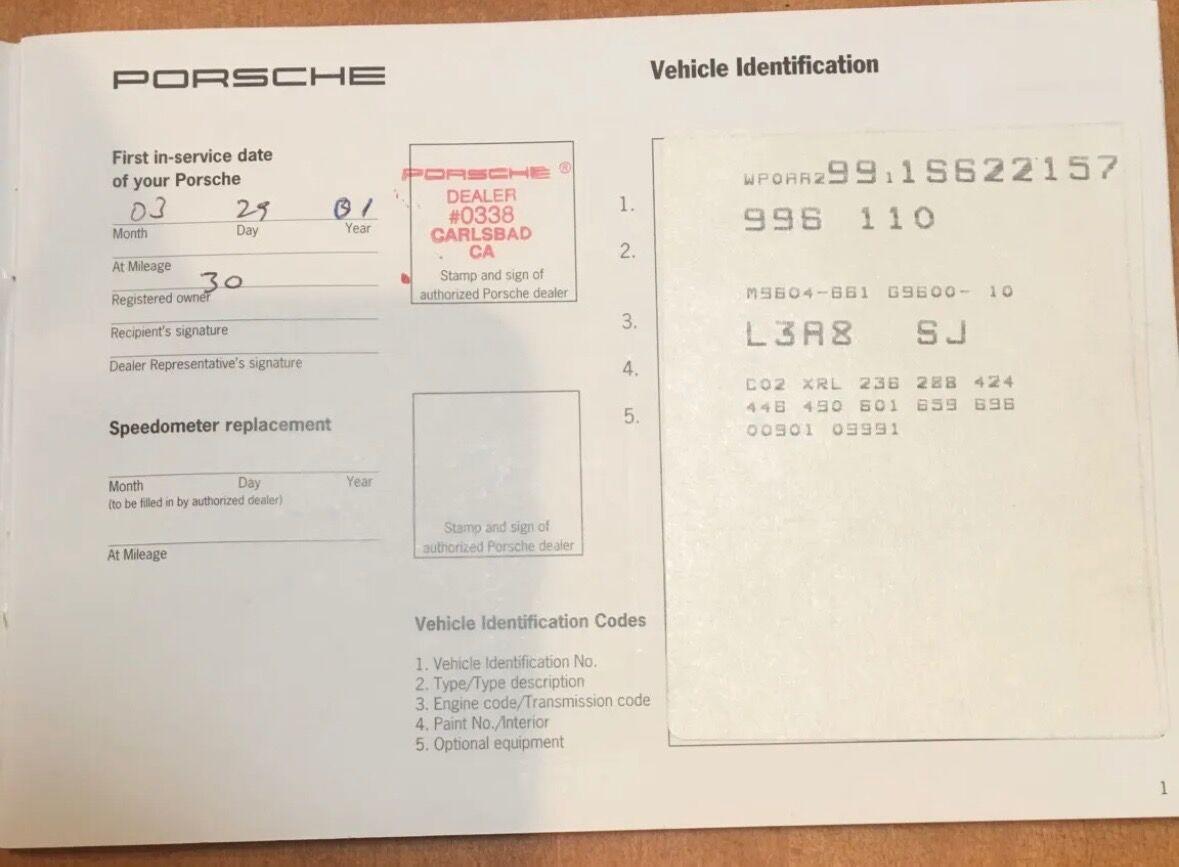 PORSCHE
Vehicle Identification
First in-service date
of your Porsche
03 29 01
Month Day Year
At Mileage
30
Registered owner
Recipient's signature
Dealer Representative's signature
PORSCHE ®
DEALER
#0338
CARLSBAD
CA
Stamp and sign of
authorized Porsche dealer
Speedometer replacement
Month Day Year
(to be filled in by authorized dealer)
At Mileage
Stamp and sign of
authorized Porsche dealer
Vehicle Identification Codes
1. Vehicle Identification No.
2. Type/Type description
3. Engine code/Transmission code
4. Paint No./Interior
5. Optional equipment
1.
2.
3.
4.
5.
WP0AA29911S622157
996 110
M9604-661 G9600- 10
L3A8 SJ
C02 XRL 236 288 424
446 490 601 659 696
00901 09991
1